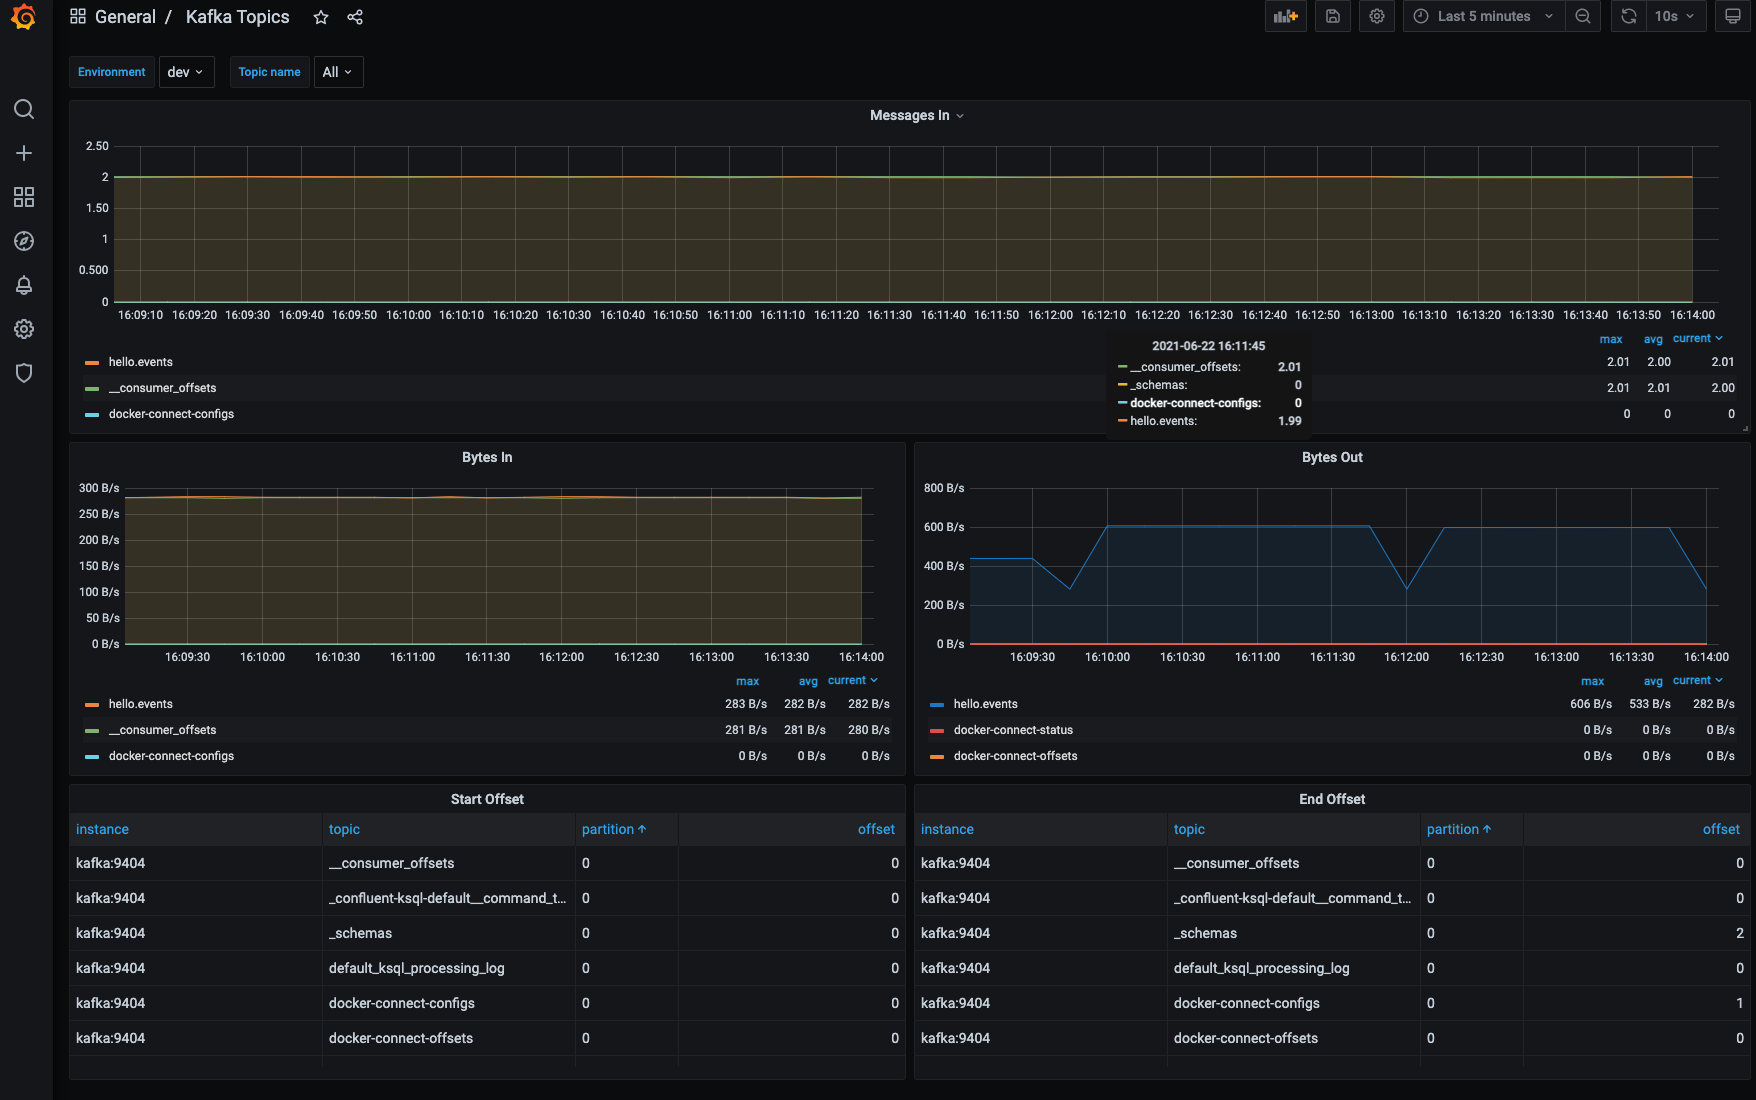 General / Kafka Topics
Last 5 minutes
10s
Environment dev Topic name All
Messages In
2.50
2
1.50
1
0.500
0
16:09:10 16:09:20 16:09:30 16:09:40 16:09:50 16:10:00 16:10:10 16:10:20 16:10:30 16:10:40 16:10:50 16:11:00 16:11:10 16:11:20 16:11:30 16:11:40 16:11:50 16:12:00 16:12:10 16:12:20 16:12:30 16:12:40 16:12:50 16:13:00 16:13:10 16:13:20 16:13:30 16:13:40 16:13:50 16:14:00
max avg current
hello.events 2.01 2.00 2.01
__consumer_offsets 2.01 2.01 2.00
docker-connect-configs 0 0 0
2021-06-22 16:11:45
__consumer_offsets: 2.01
_schemas: 0
docker-connect-configs: 0
hello.events: 1.99
Bytes In
300 B/s
250 B/s
200 B/s
150 B/s
100 B/s
50 B/s
0 B/s
16:09:30 16:10:00 16:10:30 16:11:00 16:11:30 16:12:00 16:12:30 16:13:00 16:13:30 16:14:00
max avg current
hello.events 283 B/s 282 B/s 282 B/s
__consumer_offsets 281 B/s 281 B/s 280 B/s
docker-connect-configs 0 B/s 0 B/s 0 B/s
Bytes Out
800 B/s
600 B/s
400 B/s
200 B/s
0 B/s
16:09:30 16:10:00 16:10:30 16:11:00 16:11:30 16:12:00 16:12:30 16:13:00 16:13:30 16:14:00
max avg current
hello.events 606 B/s 533 B/s 282 B/s
docker-connect-status 0 B/s 0 B/s 0 B/s
docker-connect-offsets 0 B/s 0 B/s 0 B/s
Start Offset
instance topic partition offset
kafka:9404 __consumer_offsets 0 0
kafka:9404 _confluent-ksql-default__command_t... 0 0
kafka:9404 _schemas 0 0
kafka:9404 default_ksql_processing_log 0 0
kafka:9404 docker-connect-configs 0 0
kafka:9404 docker-connect-offsets 0 0
End Offset
instance topic partition offset
kafka:9404 __consumer_offsets 0 0
kafka:9404 _confluent-ksql-default__command_t... 0 0
kafka:9404 _schemas 0 2
kafka:9404 default_ksql_processing_log 0 0
kafka:9404 docker-connect-configs 0 1
kafka:9404 docker-connect-offsets 0 0